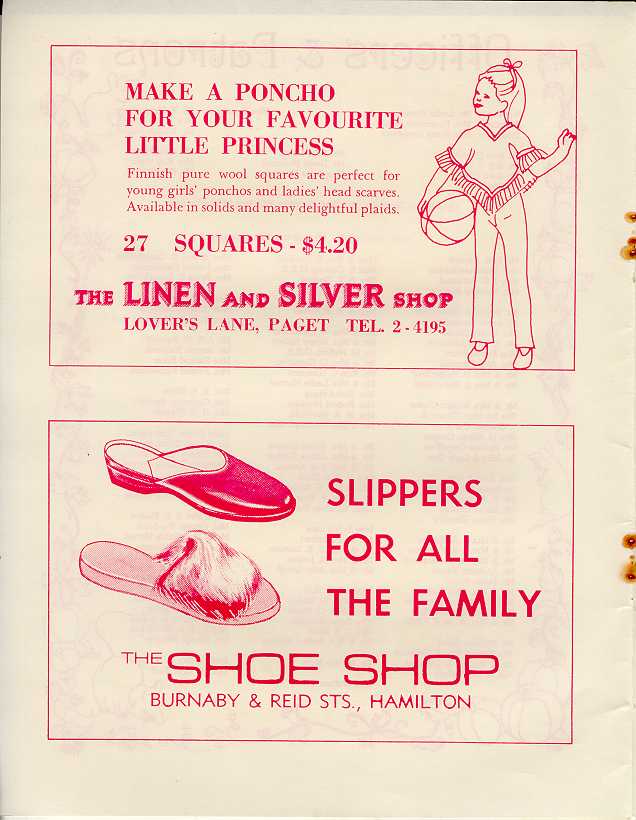 MAKE A PONCHO
FOR YOUR FAVOURITE
LITTLE PRINCESS
Finnish pure wool squares are perfect for
young girls' ponchos and ladies' head scarves.
Available in solids and many delightful plaids.
27 SQUARES - $4.20
THE LINEN AND SILVER SHOP
LOVER'S LANE, PAGET TEL. 2 - 4195
SLIPPERS
FOR ALL
THE FAMILY
THE SHOE SHOP
BURNABY & REID STS., HAMILTON